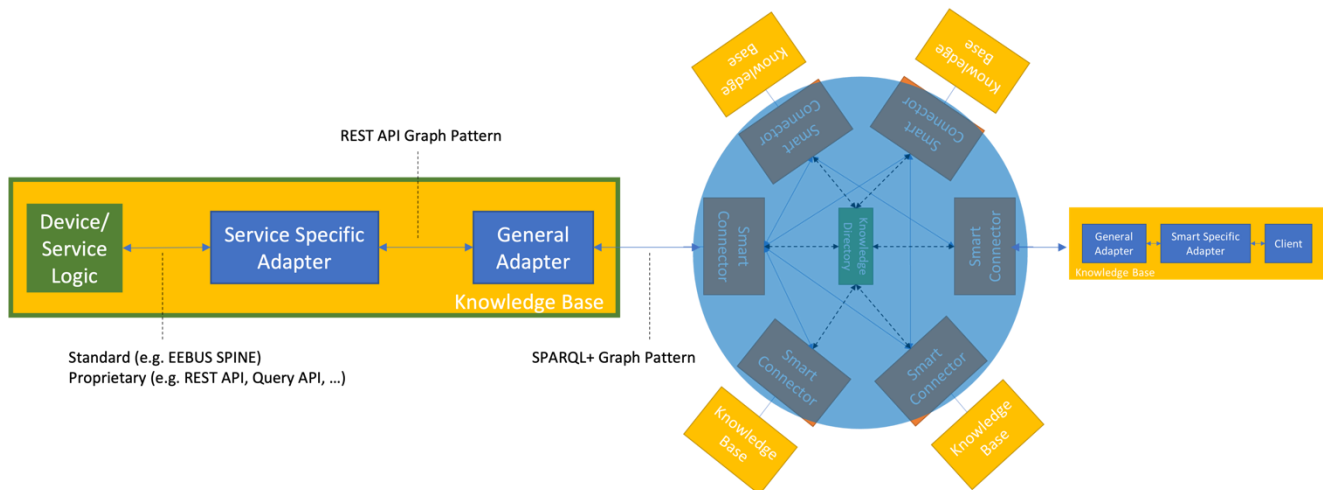 REST API Graph Pattern
Device/
Service
Logic
Service Specific
Adapter
General
Adapter
Knowledge Base
Standard (e.g. EEBUS SPINE)
Proprietary (e.g. REST API, Query API, …)
SPARQL+ Graph Pattern
Knowledge
Base
Knowledge
Base
Smart
Connector
Smart
Connector
Smart
Connector
Knowledge
Directory
Smart
Connector
Smart
Connector
Smart
Connector
Knowledge
Base
Knowledge
Base
General
Adapter
Smart Specific
Adapter
Client
Knowledge Base